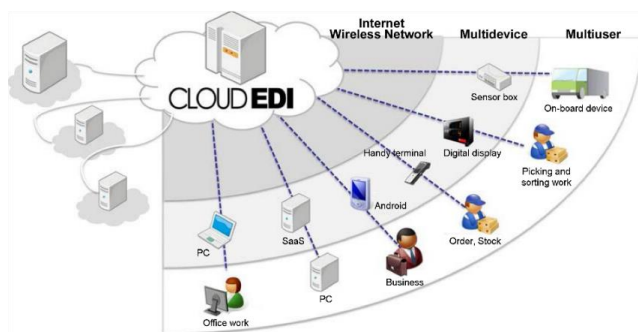 Internet
Wireless Network
Multidevice
Multiuser
CLOUD EDI
Sensor box
On-board device
Handy terminal
Digital display
Picking and
sorting work
Android
Order, Stock
PC
SaaS
Business
PC
Office work